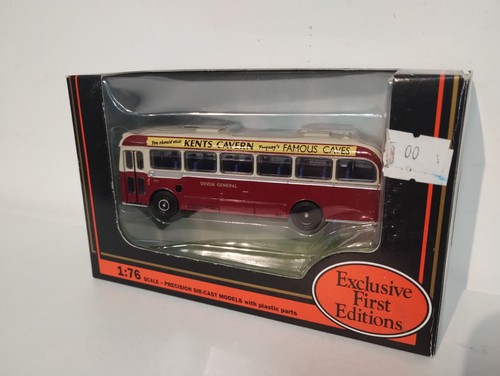 You should visit KENTS CAVERN Torquay's FAMOUS CAVES
DEVON GENERAL
00
1:76 SCALE - PRECISION DIE-CAST MODELS with plastic parts
Exclusive
First
Editions